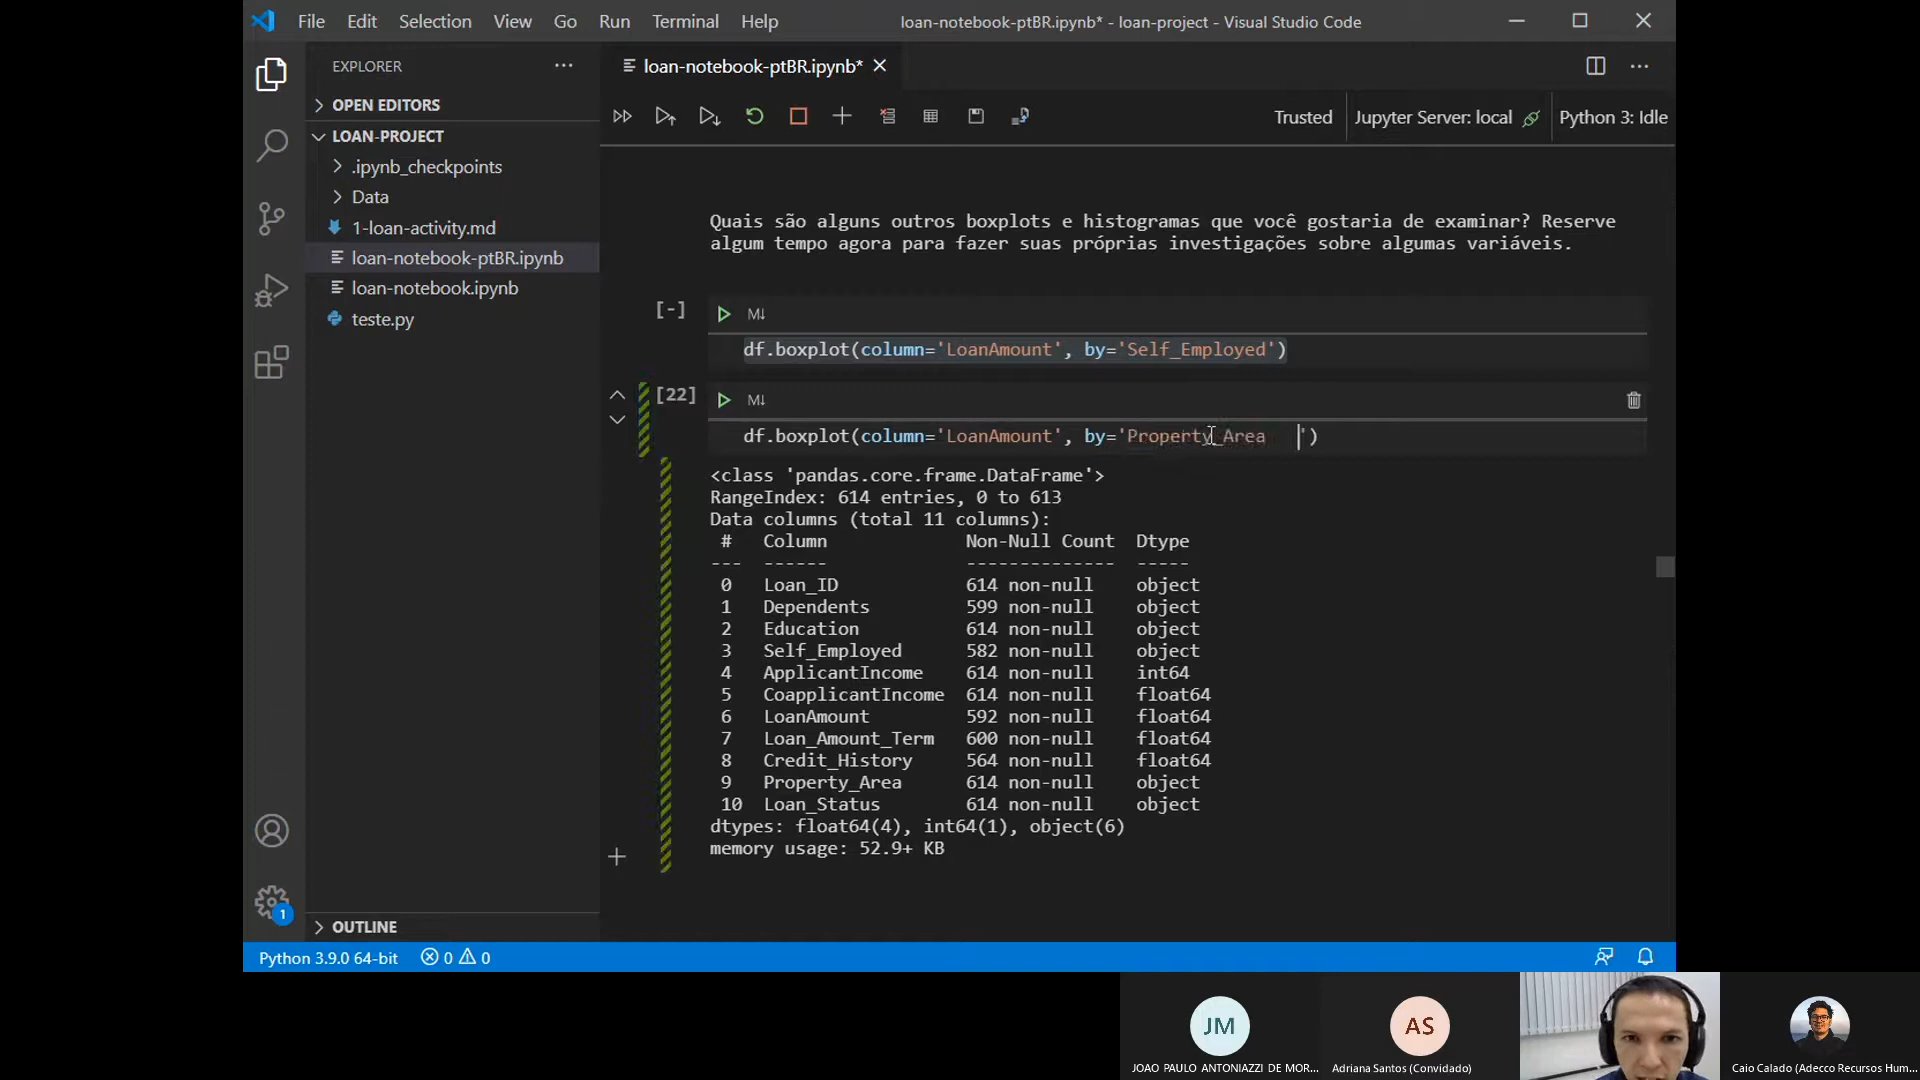 File Edit Selection View Go Run Terminal Help
loan-notebook-ptBR.ipynb* - loan-project - Visual Studio Code
EXPLORER
OPEN EDITORS
LOAN-PROJECT
.ipynb_checkpoints
Data
1-loan-activity.md
loan-notebook-ptBR.ipynb
loan-notebook.ipynb
teste.py
OUTLINE
loan-notebook-ptBR.ipynb*
Trusted
Jupyter Server: local
Python 3: Idle
Quais são alguns outros boxplots e histogramas que você gostaria de examinar? Reserve
algum tempo agora para fazer suas próprias investigações sobre algumas variáveis.
[-]
M↓
df.boxplot(column='LoanAmount', by='Self_Employed')
[22]
M↓
df.boxplot(column='LoanAmount', by='Property_Area   ')
<class 'pandas.core.frame.DataFrame'>
RangeIndex: 614 entries, 0 to 613
Data columns (total 11 columns):
# Column Non-Null Count Dtype
--- ------ -------------- -----
0 Loan_ID 614 non-null object
1 Dependents 599 non-null object
2 Education 614 non-null object
3 Self_Employed 582 non-null object
4 ApplicantIncome 614 non-null int64
5 CoapplicantIncome 614 non-null float64
6 LoanAmount 592 non-null float64
7 Loan_Amount_Term 600 non-null float64
8 Credit_History 564 non-null float64
9 Property_Area 614 non-null object
10 Loan_Status 614 non-null object
dtypes: float64(4), int64(1), object(6)
memory usage: 52.9+ KB
1
Python 3.9.0 64-bit
0
0
JM
AS
JOAO PAULO ANTONIAZZI DE MOR...
Adriana Santos (Convidado)
Caio Calado (Adecco Recursos Hum...